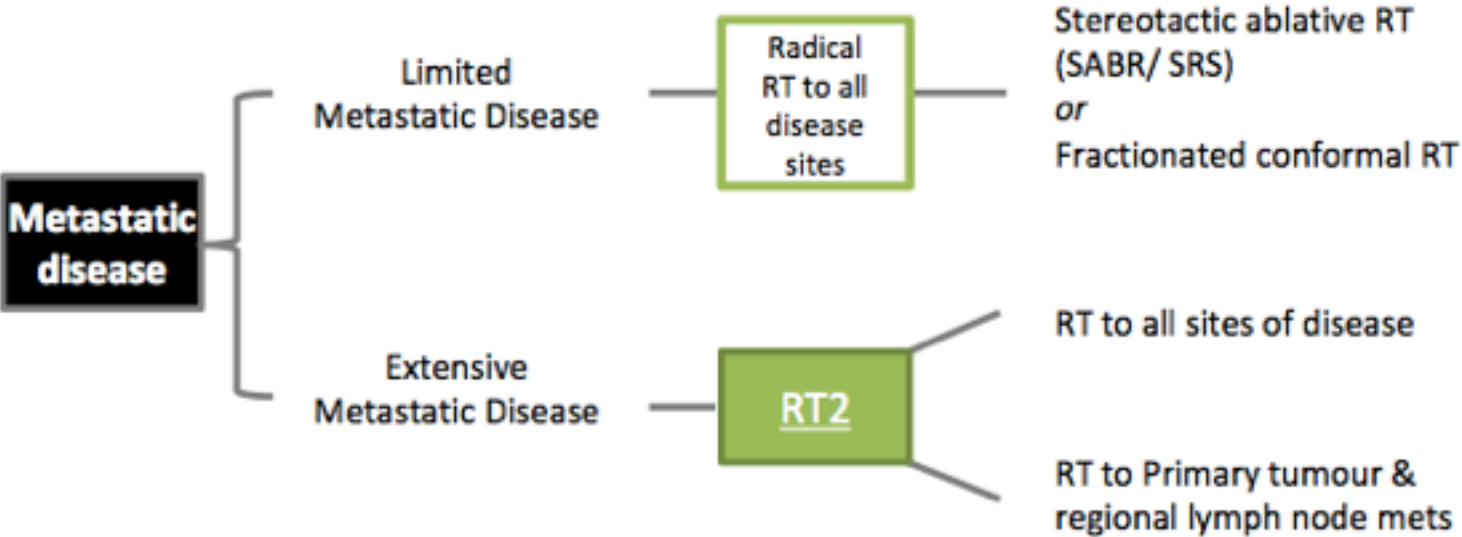 Metastatic
disease
Limited
Metastatic Disease
Radical
RT to all
disease
sites
Stereotactic ablative RT
(SABR/ SRS)
or
Fractionated conformal RT
Extensive
Metastatic Disease
RT2
RT to all sites of disease
RT to Primary tumour &
regional lymph node mets